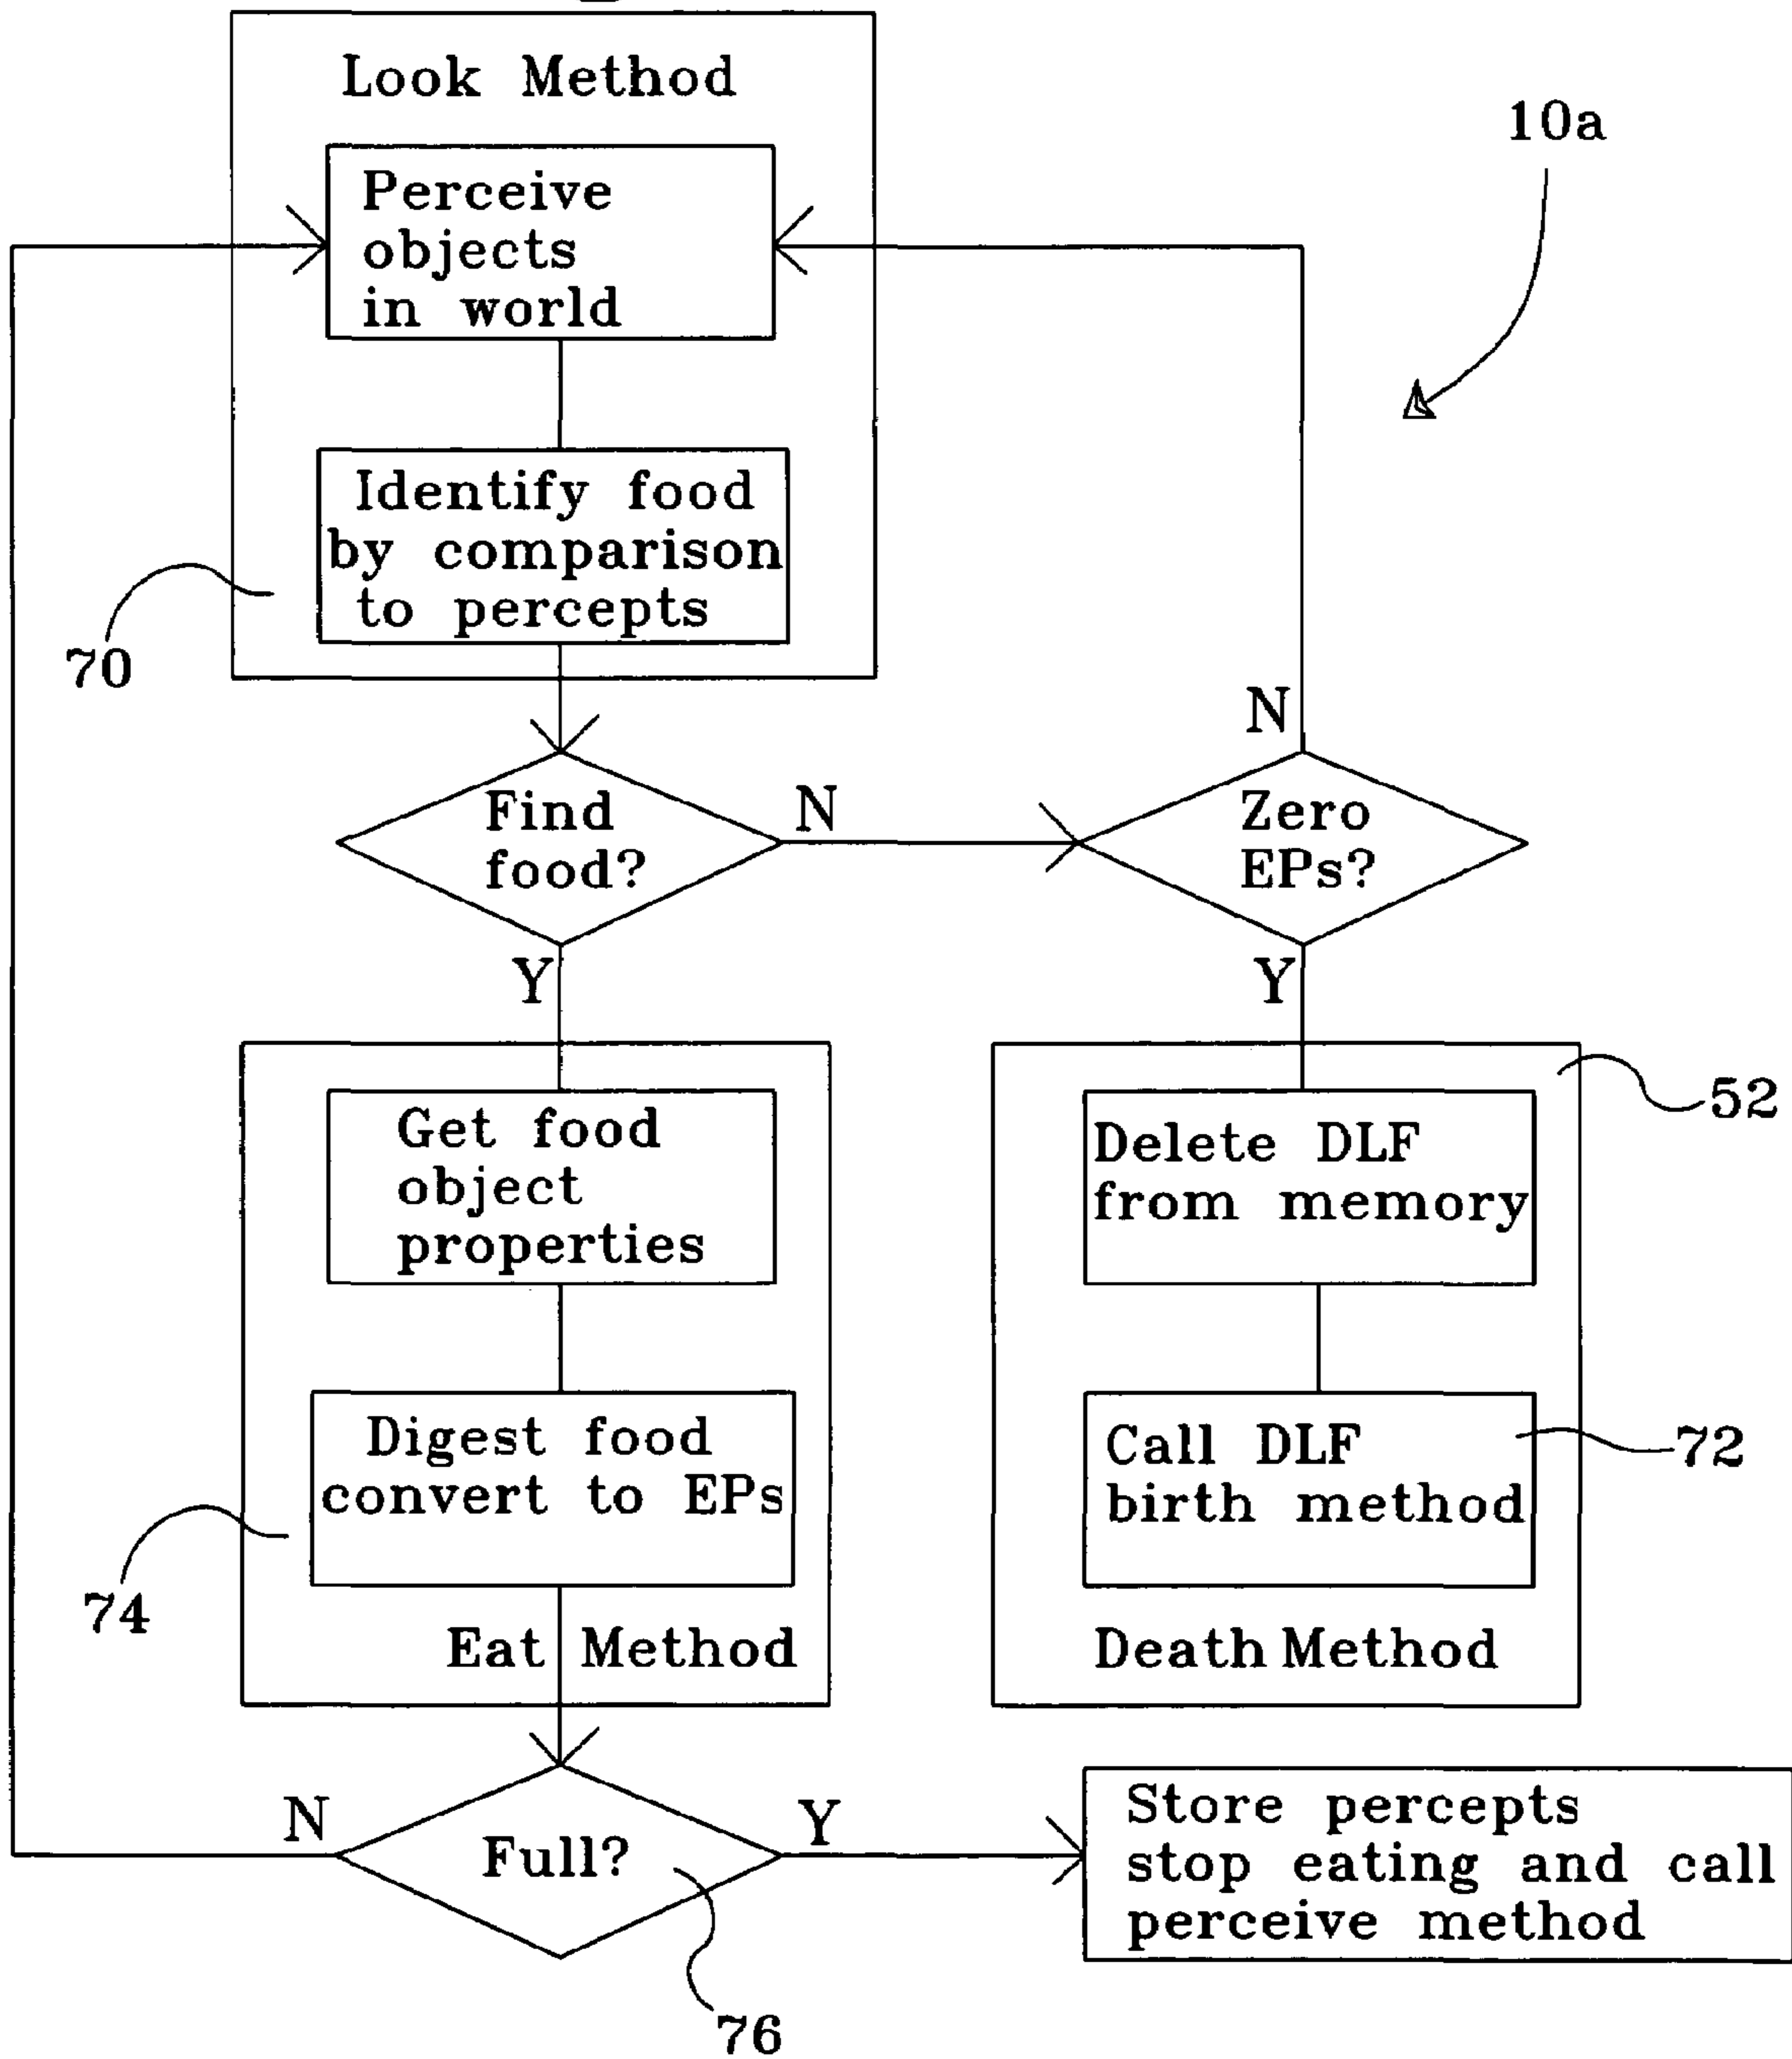 Look Method
10a
Perceive
objects
in world
Identify food
by comparison
to percepts
70
N
Find
food?
N
Zero
EPs?
Y
Y
52
Get food
object
properties
Delete DLF
from memory
Digest food
convert to EPs
Call DLF
birth method
72
74
Eat Method
Death Method
N
Full?
Y
Store percepts
stop eating and call
perceive method
76